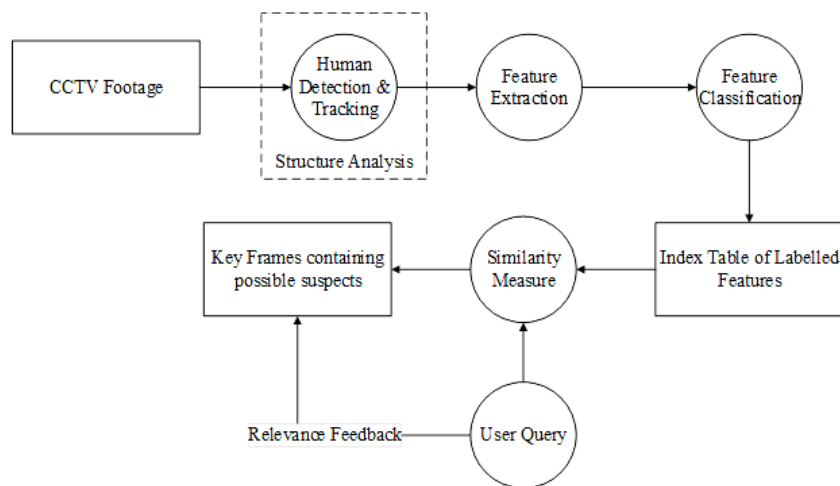 CCTV Footage
Human
Detection &
Tracking
Structure Analysis
Feature
Extraction
Feature
Classification
Key Frames containing
possible suspects
Similarity
Measure
Index Table of Labelled
Features
Relevance Feedback
User Query